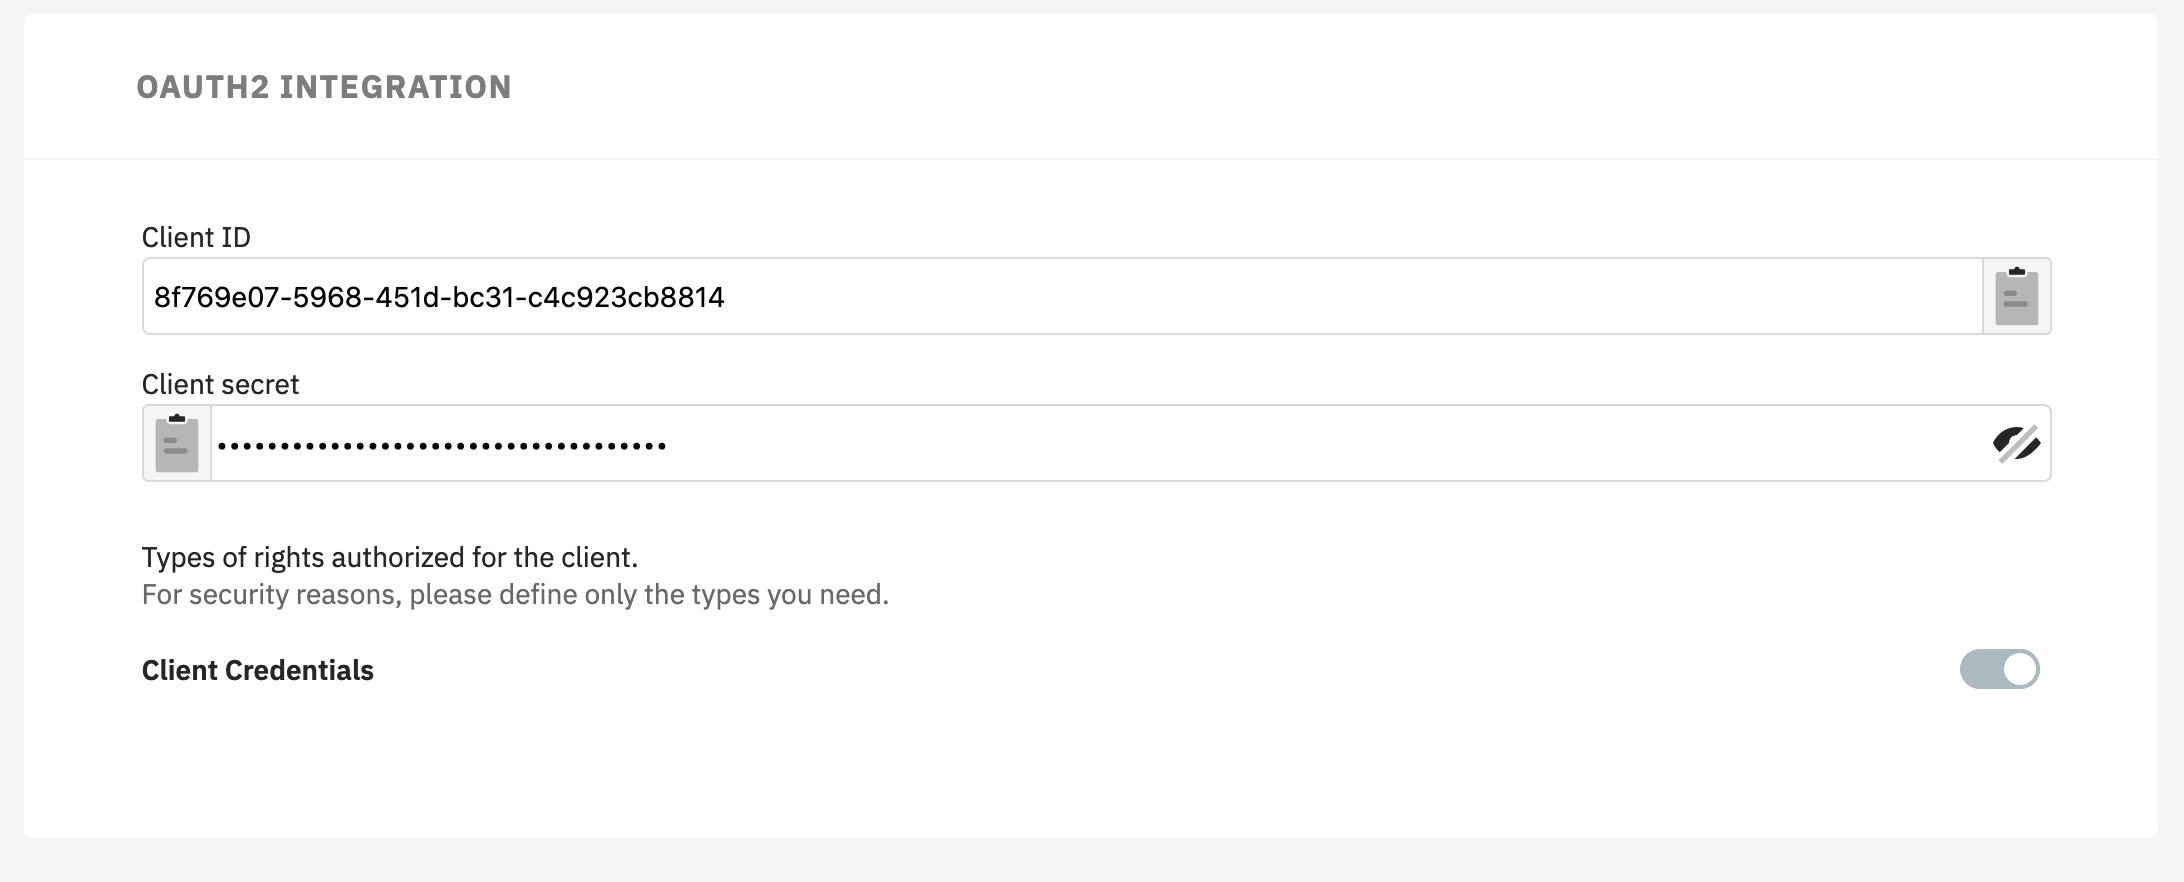 OAUTH2 INTEGRATION
Client ID
8f769e07-5968-451d-bc31-c4c923cb8814
Client secret
••••••••••••••••••••••••••••••••••••
Types of rights authorized for the client.
For security reasons, please define only the types you need.
Client Credentials